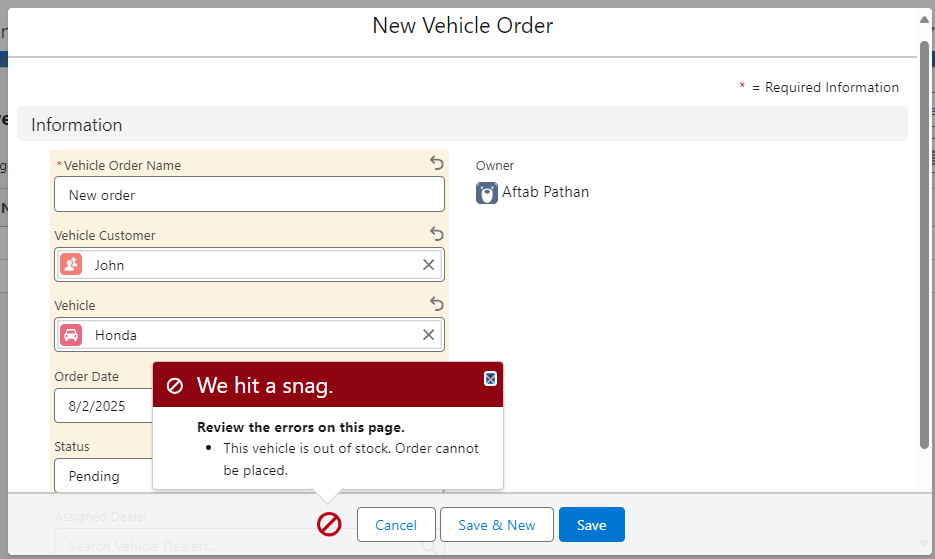 New Vehicle Order
* = Required Information
Information
*Vehicle Order Name
New order
Owner
Aftab Pathan
Vehicle Customer
John
Vehicle
Honda
Order Date
8/2/2025
Status
Pending
We hit a snag.
Review the errors on this page.
• This vehicle is out of stock. Order cannot
be placed.
Assigned Dealer
Search Vehicle Dealers...
Cancel
Save & New
Save